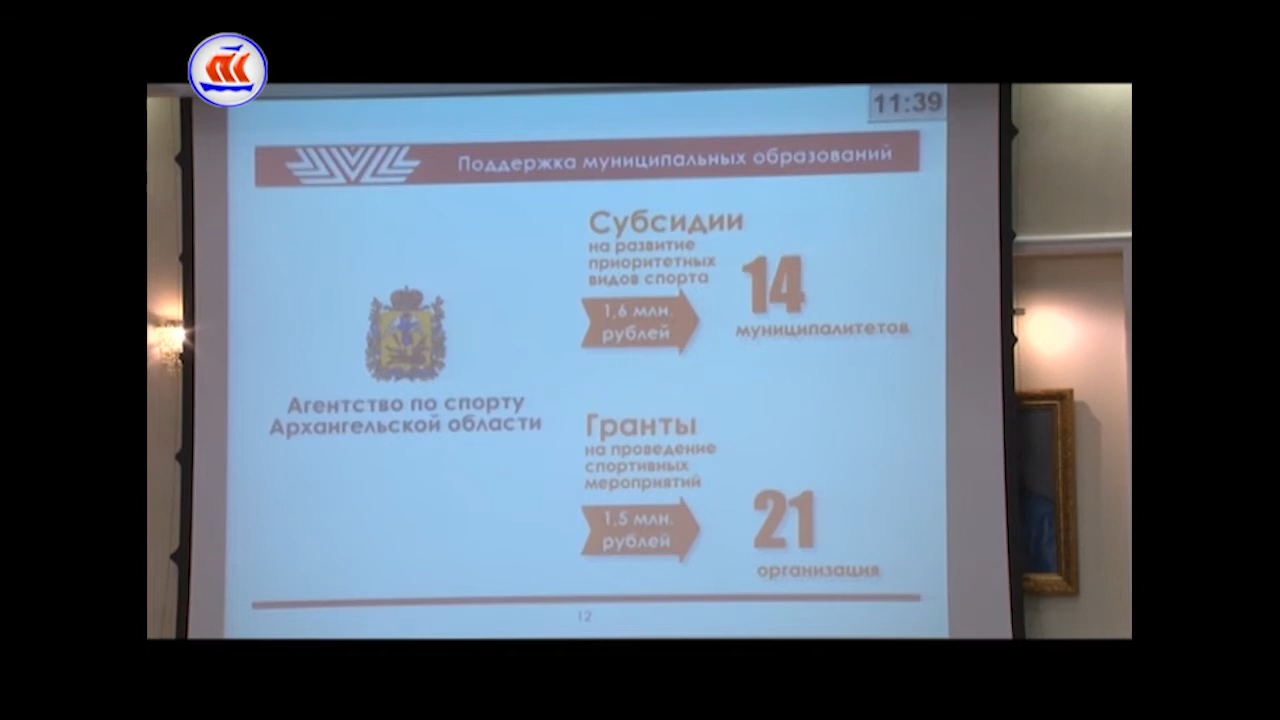 11:39
Поддержка муниципальных образований
Субсидии
на развитие
приоритетных
видов спорта
1,6 млн.
рублей
14
муниципалитетов
Агентство по спорту
Архангельской области
Гранты
на проведение
спортивных
мероприятий
1,5 млн.
рублей
21
организация
12